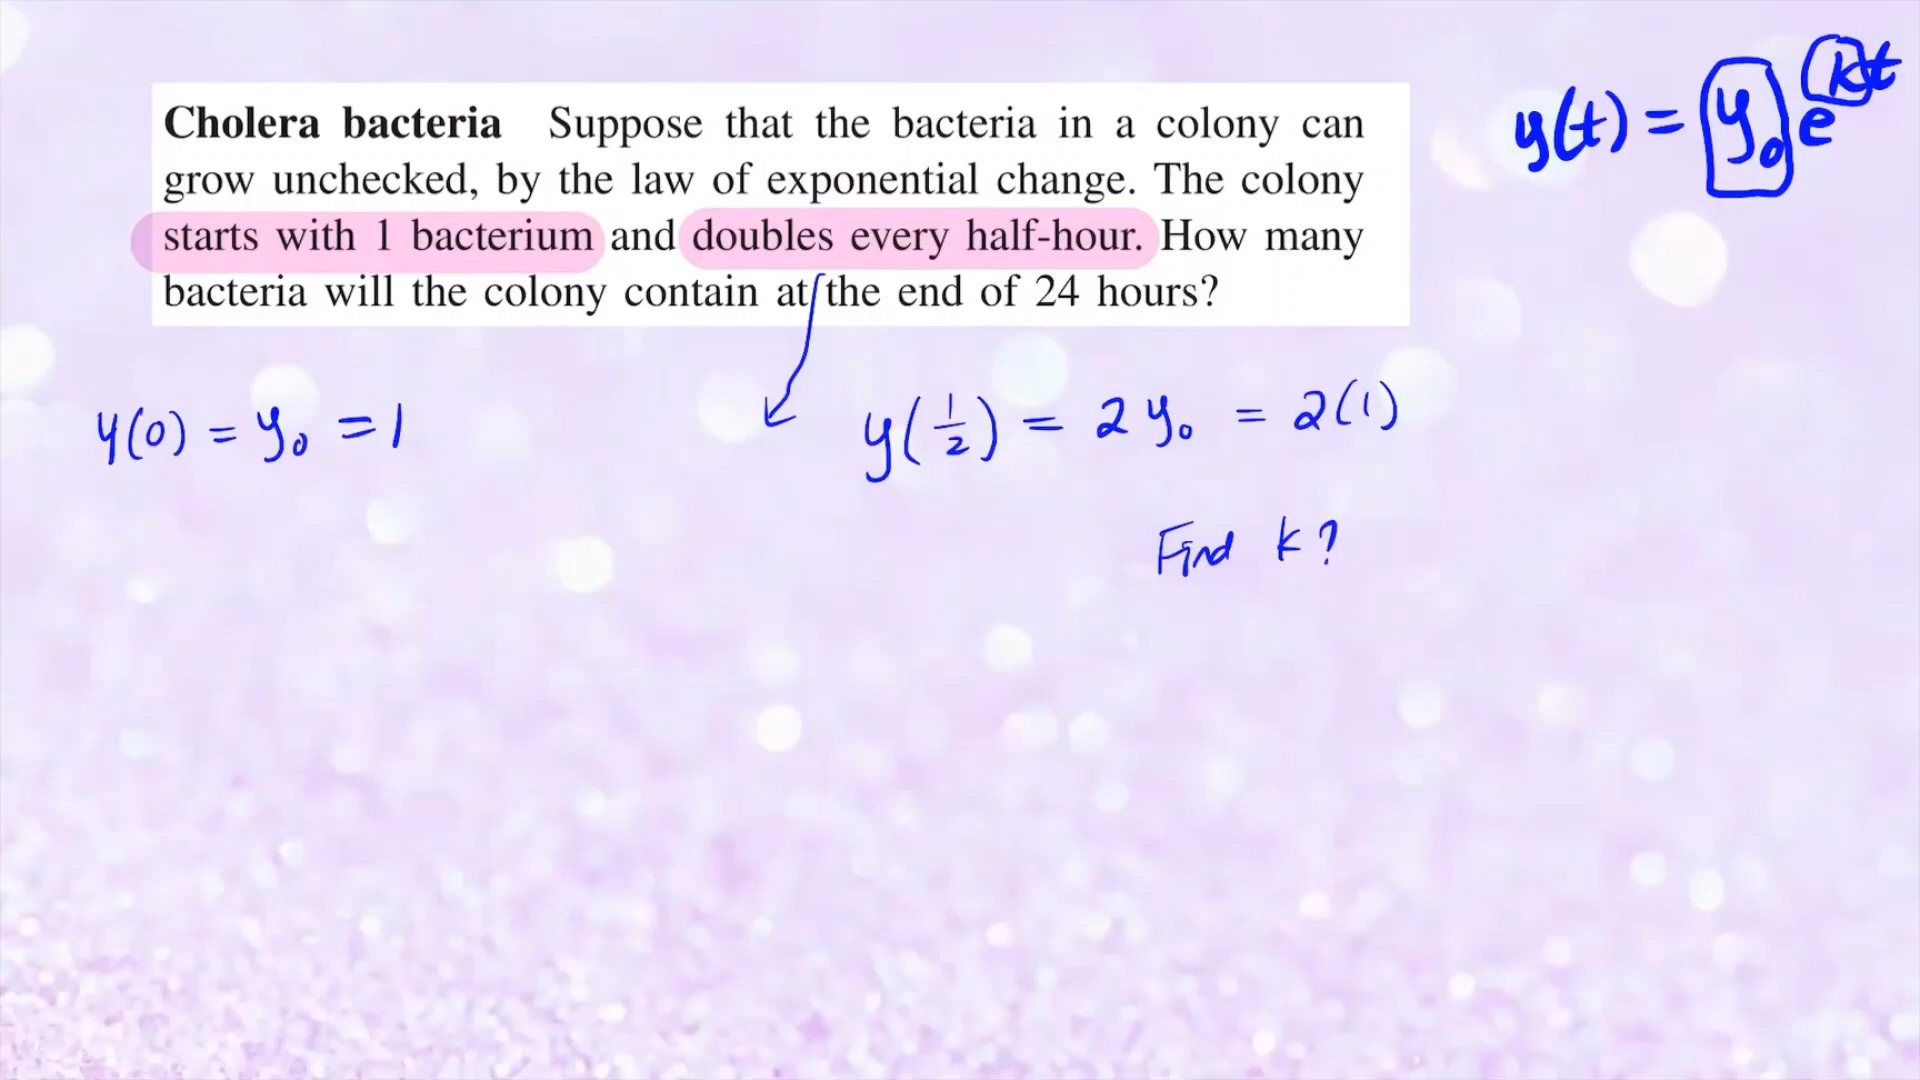 Cholera bacteria Suppose that the bacteria in a colony can
grow unchecked, by the law of exponential change. The colony
starts with 1 bacterium and doubles every half-hour. How many
bacteria will the colony contain at the end of 24 hours?
y(t) = y₀e^{kt}
y(0) = y₀ = 1
y(1/2) = 2y₀ = 2(1)
Find k?